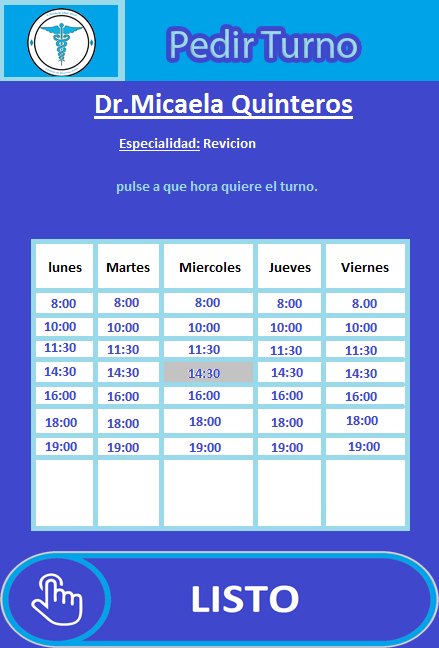 Pedir Turno
Dr.Micaela Quinteros
Especialidad: Revicion
pulse a que hora quiere el turno.
lunes Martes Miercoles Jueves Viernes
8:00 8:00 8:00 8:00 8.00
10:00 10:00 10:00 10:00 10:00
11:30 11:30 11:30 11:30 11:30
14:30 14:30 14:30 14:30 14:30
16:00 16:00 16:00 16:00 16:00
18:00 18:00 18:00 18:00 18:00
19:00 19:00 19:00 19:00 19:00
LISTO